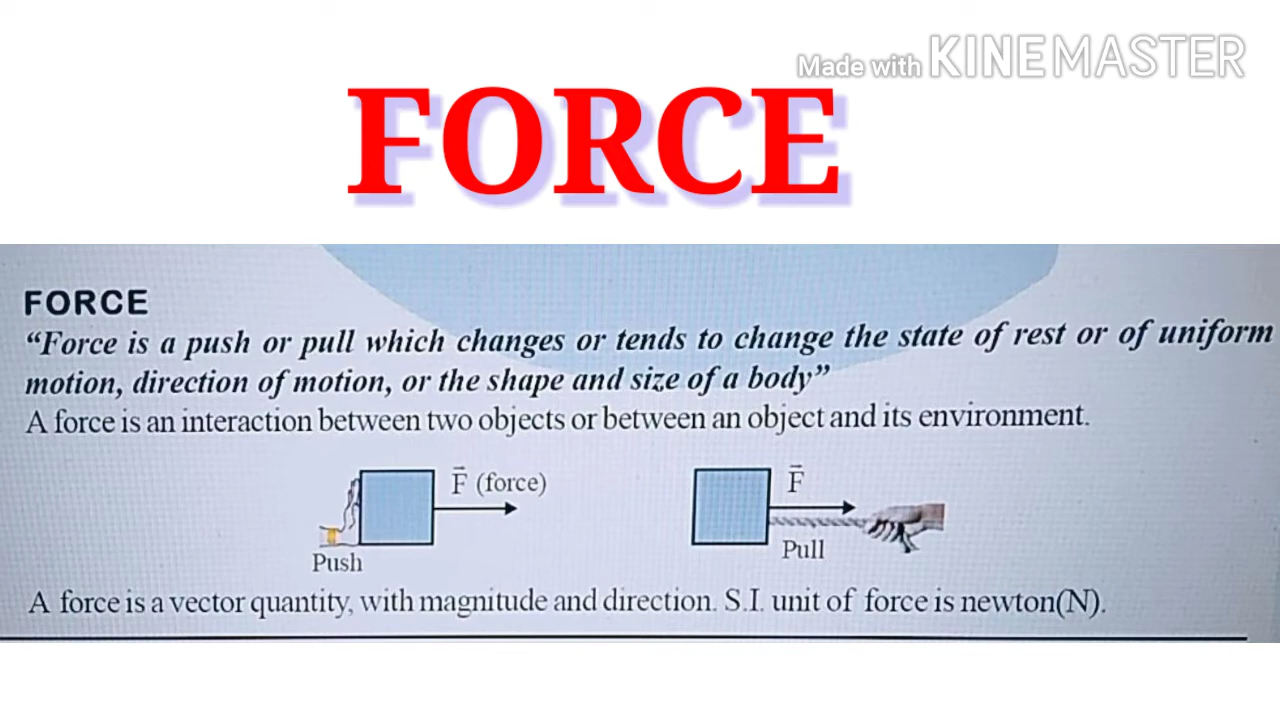 Made with KINEMASTER
FORCE
FORCE
“Force is a push or pull which changes or tends to change the state of rest or of uniform
motion, direction of motion, or the shape and size of a body”
A force is an interaction between two objects or between an object and its environment.
F⃗ (force)
F⃗
Push
Pull
A force is a vector quantity, with magnitude and direction. S.I. unit of force is newton(N).